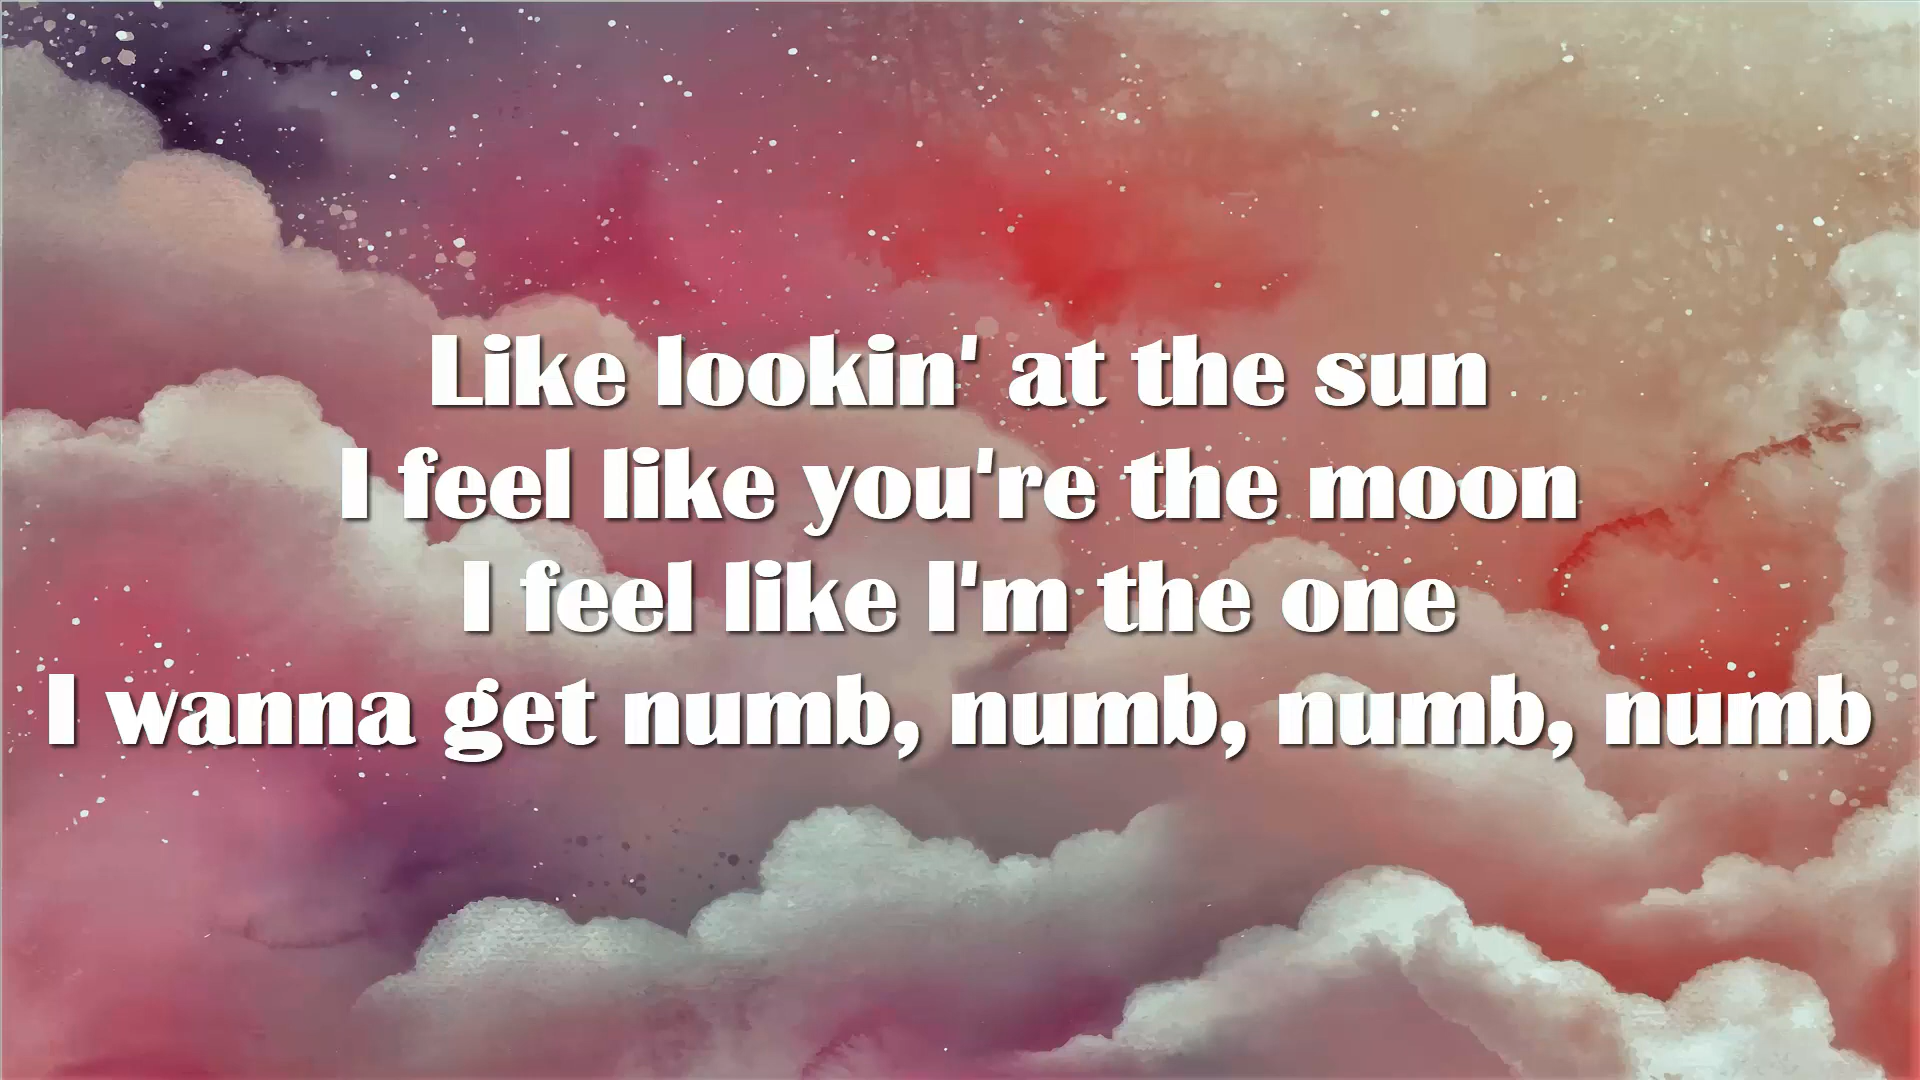 Like lookin' at the sun
I feel like you're the moon
I feel like I'm the one
I wanna get numb, numb, numb, numb